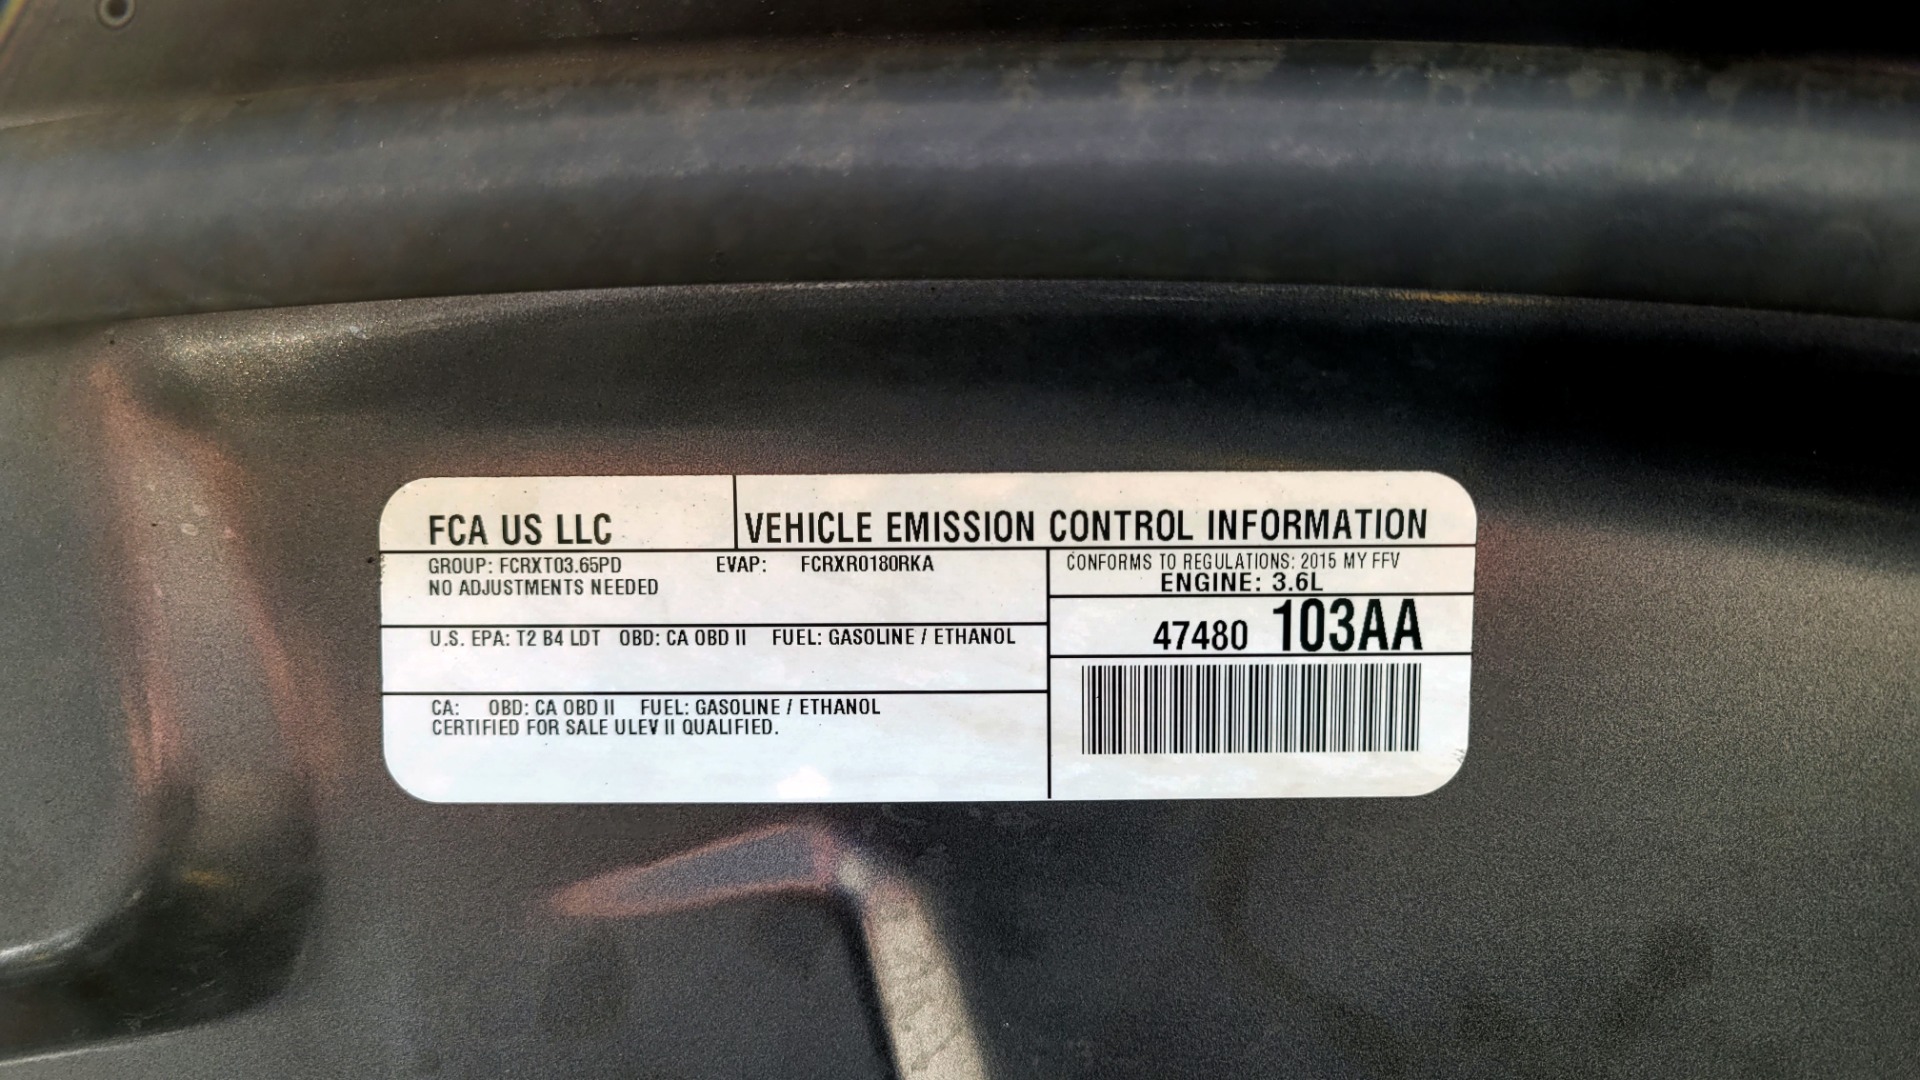 FCA US LLC
VEHICLE EMISSION CONTROL INFORMATION
GROUP: FCRXT03.65PD EVAP: FCRXR0180RKA
NO ADJUSTMENTS NEEDED
CONFORMS TO REGULATIONS: 2015 MY FFV
ENGINE: 3.6L
47480 103AA
U.S. EPA: T2 B4 LDT OBD: CA OBD II FUEL: GASOLINE / ETHANOL
CA: OBD: CA OBD II FUEL: GASOLINE / ETHANOL
CERTIFIED FOR SALE ULEV II QUALIFIED.